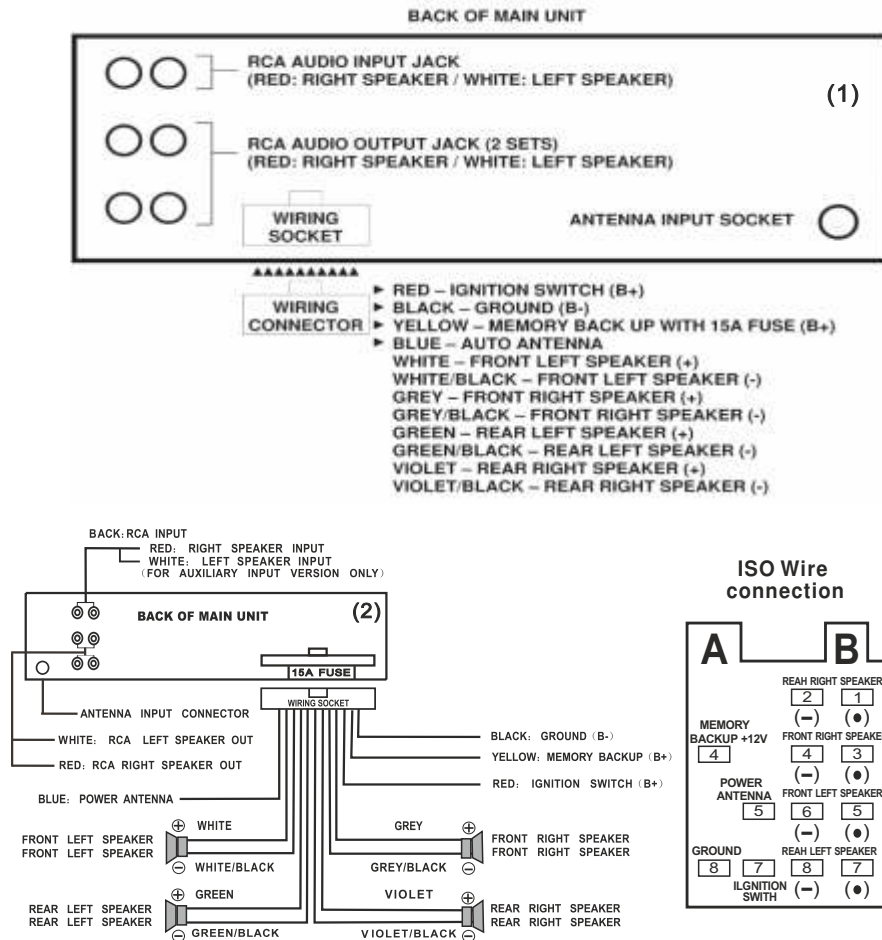 BACK OF MAIN UNIT
RCA AUDIO INPUT JACK
(RED: RIGHT SPEAKER / WHITE: LEFT SPEAKER)
(1)
RCA AUDIO OUTPUT JACK (2 SETS)
(RED: RIGHT SPEAKER / WHITE: LEFT SPEAKER)
WIRING
SOCKET
ANTENNA INPUT SOCKET
WIRING
CONNECTOR
RED – IGNITION SWITCH (B+)
BLACK – GROUND (B-)
YELLOW – MEMORY BACK UP WITH 15A FUSE (B+)
BLUE – AUTO ANTENNA
WHITE – FRONT LEFT SPEAKER (+)
WHITE/BLACK – FRONT LEFT SPEAKER (-)
GREY – FRONT RIGHT SPEAKER (+)
GREY/BLACK – FRONT RIGHT SPEAKER (-)
GREEN – REAR LEFT SPEAKER (+)
GREEN/BLACK – REAR LEFT SPEAKER (-)
VIOLET – REAR RIGHT SPEAKER (+)
VIOLET/BLACK – REAR RIGHT SPEAKER (-)
BACK: RCA INPUT
RED: RIGHT SPEAKER INPUT
WHITE: LEFT SPEAKER INPUT
(FOR AUXILIARY INPUT VERSION ONLY)
BACK OF MAIN UNIT
(2)
15A FUSE
WIRING SOCKET
ANTENNA INPUT CONNECTOR
WHITE: RCA LEFT SPEAKER OUT
RED: RCA RIGHT SPEAKER OUT
BLUE: POWER ANTENNA
BLACK: GROUND (B-)
YELLOW: MEMORY BACKUP (B+)
RED: IGNITION SWITCH (B+)
FRONT LEFT SPEAKER
FRONT LEFT SPEAKER
+ WHITE
- WHITE/BLACK
GREY +
GREY/BLACK -
FRONT RIGHT SPEAKER
FRONT RIGHT SPEAKER
REAR LEFT SPEAKER
REAR LEFT SPEAKER
+ GREEN
- GREEN/BLACK
VIOLET +
VIOLET/BLACK -
REAR RIGHT SPEAKER
REAR RIGHT SPEAKER
ISO Wire
connection
A B
REAH RIGHT SPEAKER
2 1
(–) (•)
MEMORY
BACKUP +12V
4
FRONT RIGHT SPEAKE
4 3
(–) (•)
POWER
ANTENNA
5
FRONT LEFT SPEAKER
6 5
(–) (•)
GROUND
8 7
ILGNITION
SWITH
REAH LEFT SPEAKER
8 7
(–) (•)